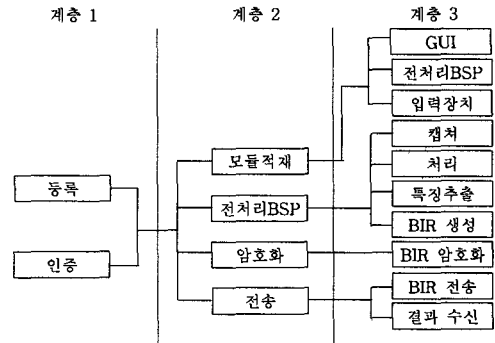 계층 1
계층 2
계층 3
등록
인증
모듈적재
전처리BSP
암호화
전송
GUI
전처리BSP
입력장치
캡쳐
처리
특징추출
BIR 생성
BIR 암호화
BIR 전송
결과 수신